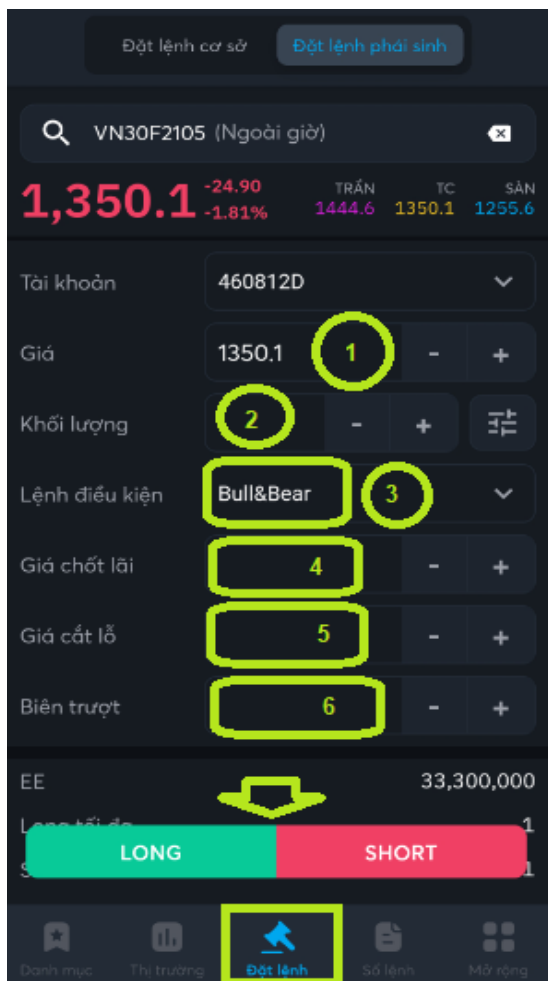 Đặt lệnh cơ sở Đặt lệnh phái sinh
VN30F2105 (Ngoài giờ)
1,350.1 -24.90 -1.81% TRẦN 1444.6 TC 1350.1 SÀN 1255.6
Tài khoản 460812D
Giá 1350.1 1 - +
Khối lượng 2 - +
Lệnh điều kiện Bull&Bear 3
Giá chốt lãi 4 - +
Giá cắt lỗ 5 - +
Biên trượt 6 - +
EE 33,300,000
Long tối đa 1
LONG SHORT
1
Danh mục Thị trường Đặt lệnh Sổ lệnh Mở rộng